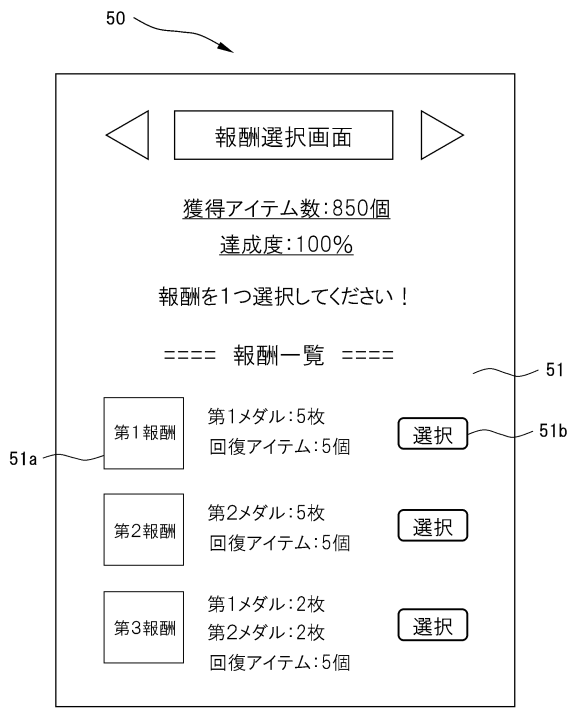 50
報酬選択画面
獲得アイテム数:850個
達成度:100%
報酬を1つ選択してください!
==== 報酬一覧 ====
51
第1報酬
第1メダル:5枚
回復アイテム:5個
選択
51b
51a
第2報酬
第2メダル:5枚
回復アイテム:5個
選択
第3報酬
第1メダル:2枚
第2メダル:2枚
回復アイテム:5個
選択